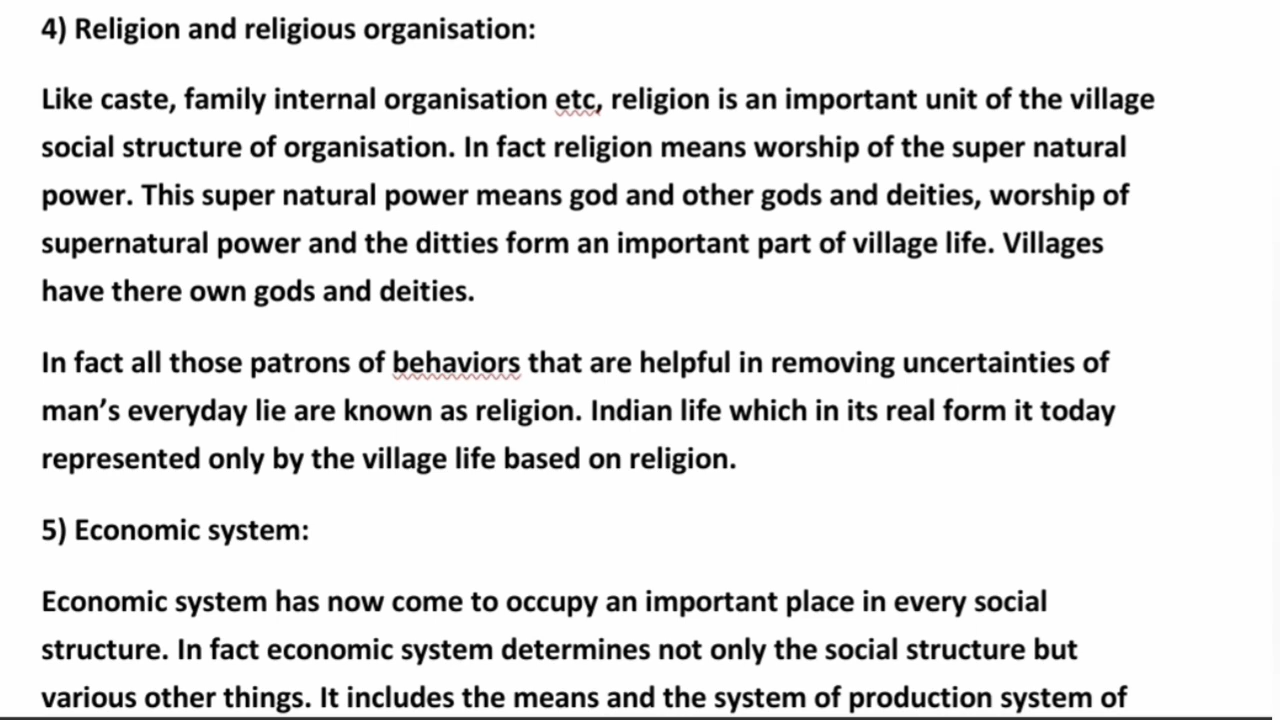 4) Religion and religious organisation:
Like caste, family internal organisation etc, religion is an important unit of the village
social structure of organisation. In fact religion means worship of the super natural
power. This super natural power means god and other gods and deities, worship of
supernatural power and the ditties form an important part of village life. Villages
have there own gods and deities.
In fact all those patrons of behaviors that are helpful in removing uncertainties of
man’s everyday lie are known as religion. Indian life which in its real form it today
represented only by the village life based on religion.
5) Economic system:
Economic system has now come to occupy an important place in every social
structure. In fact economic system determines not only the social structure but
various other things. It includes the means and the system of production system of